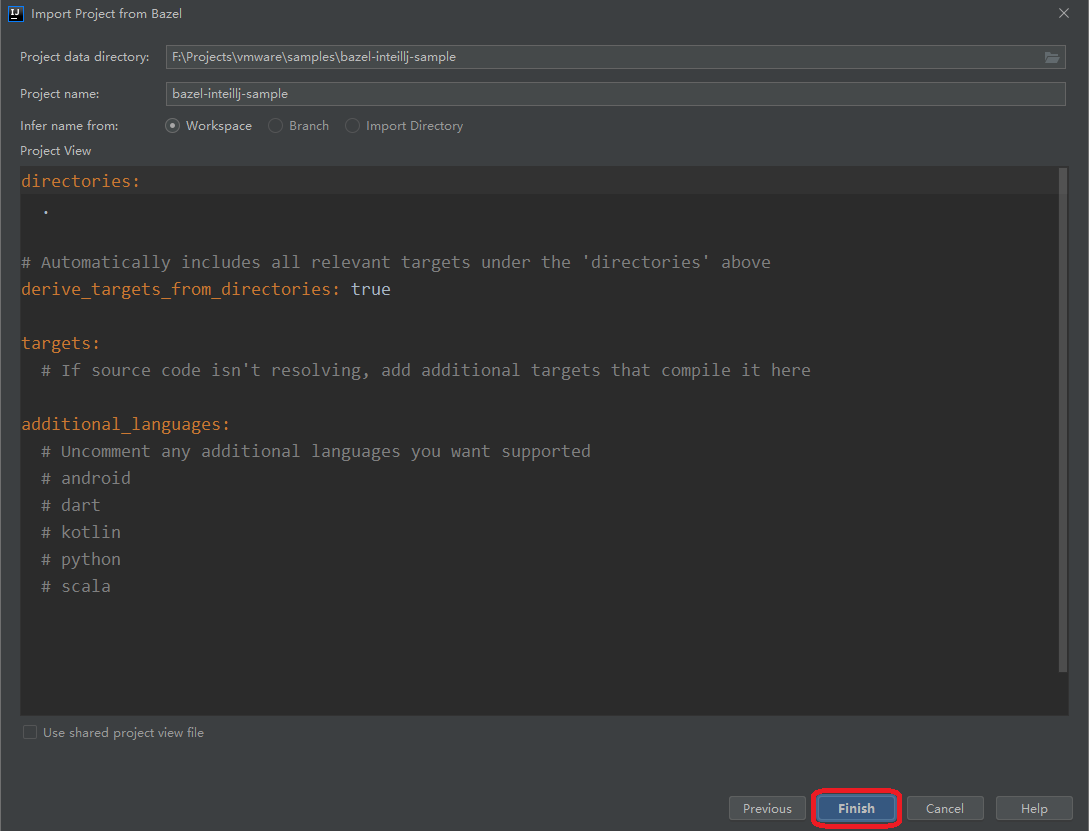 IJ
Import Project from Bazel
Project data directory: F:\Projects\vmware\samples\bazel-inteillj-sample
Project name: bazel-inteillj-sample
Infer name from: Workspace Branch Import Directory
Project View
directories:
  .
# Automatically includes all relevant targets under the 'directories' above
derive_targets_from_directories: true
targets:
  # If source code isn't resolving, add additional targets that compile it here
additional_languages:
  # Uncomment any additional languages you want supported
  # android
  # dart
  # kotlin
  # python
  # scala
Use shared project view file
Previous Finish Cancel Help